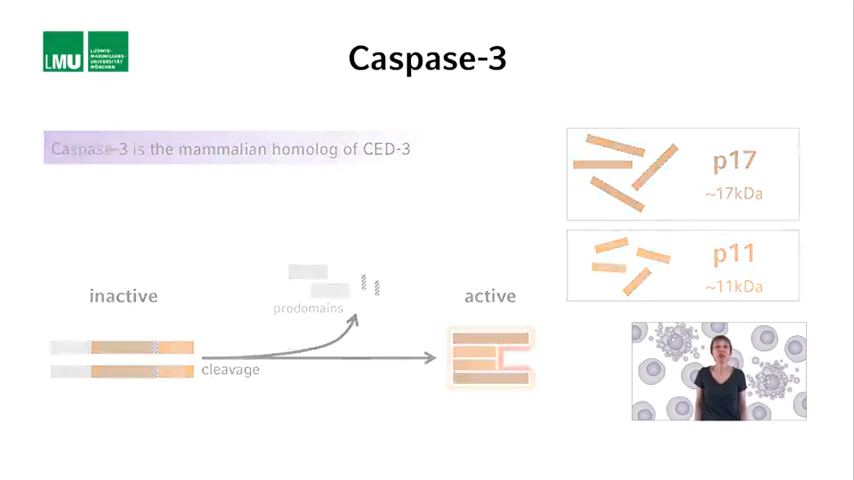 LMU
LUDWIG-
MAXIMILIANS-
UNIVERSITÄT
MÜNCHEN
Caspase-3
Caspase-3 is the mammalian homolog of CED-3
p17
~17kDa
p11
~11kDa
inactive
prodomains
active
cleavage